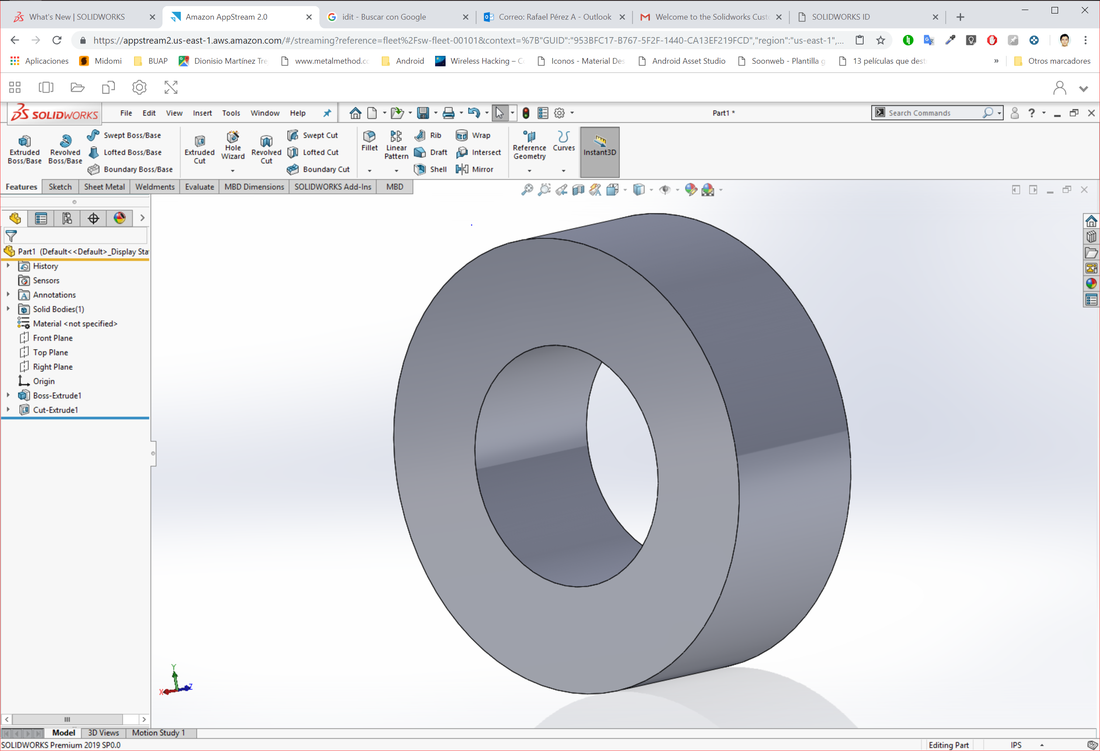 What's New | SOLIDWORKS
Amazon AppStream 2.0
idit - Buscar con Google
Correo: Rafael Pérez A - Outlook
Welcome to the Solidworks Cust
SOLIDWORKS ID
https://appstream2.us-east-1.aws.amazon.com/#/streaming?reference=fleet%2Fsw-fleet-00101&context=%7B"GUID":"953BFC17-B767-5F2F-1440-CA13EF219FCD","region":"us-east-1",...
Aplicaciones
Midomi
BUAP
Dionisio Martínez Tr
www.metalmethod.c
Android
Wireless Hacking – C
Iconos - Material Des
Android Asset Studio
Soonweb - Plantilla g
13 películas que dest
»
Otros marcadores
SOLIDWORKS
File Edit View Insert Tools Window Help
Part1 *
Search Commands
Extruded Boss/Base
Revolved Boss/Base
Swept Boss/Base
Lofted Boss/Base
Boundary Boss/Base
Extruded Cut
Hole Wizard
Revolved Cut
Swept Cut
Lofted Cut
Boundary Cut
Fillet
Linear Pattern
Rib
Draft
Shell
Wrap
Intersect
Mirror
Reference Geometry
Curves
Instant3D
Features Sketch Sheet Metal Weldments Evaluate MBD Dimensions SOLIDWORKS Add-Ins MBD
Part1 (Default<<Default>_Display Sta
History
Sensors
Annotations
Solid Bodies(1)
Material <not specified>
Front Plane
Top Plane
Right Plane
Origin
Boss-Extrude1
Cut-Extrude1
Y
X
Z
Model 3D Views Motion Study 1
SOLIDWORKS Premium 2019 SP0.0
Editing Part
IPS